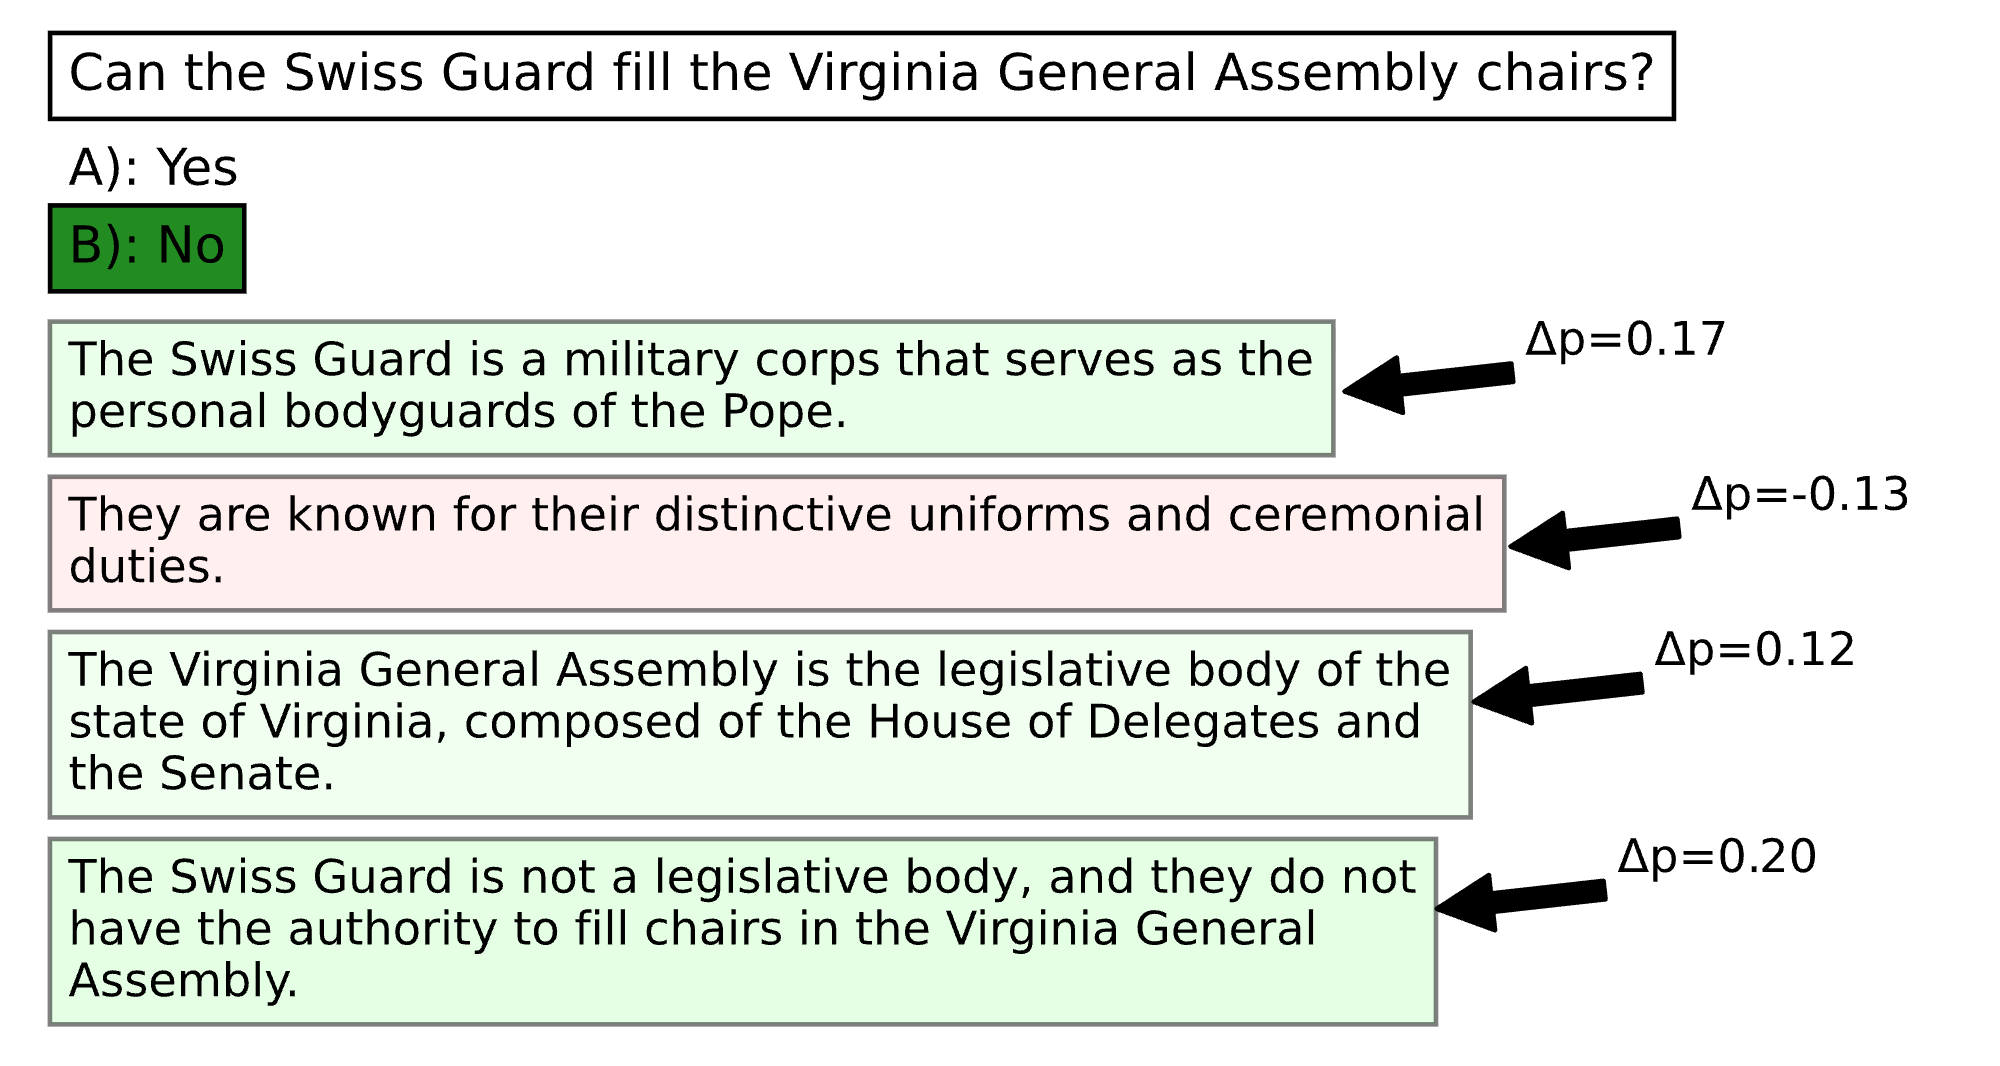 Can the Swiss Guard fill the Virginia General Assembly chairs?
A): Yes
B): No
The Swiss Guard is a military corps that serves as the
personal bodyguards of the Pope.
Δp=0.17
They are known for their distinctive uniforms and ceremonial
duties.
Δp=-0.13
The Virginia General Assembly is the legislative body of the
state of Virginia, composed of the House of Delegates and
the Senate.
Δp=0.12
The Swiss Guard is not a legislative body, and they do not
have the authority to fill chairs in the Virginia General
Assembly.
Δp=0.20